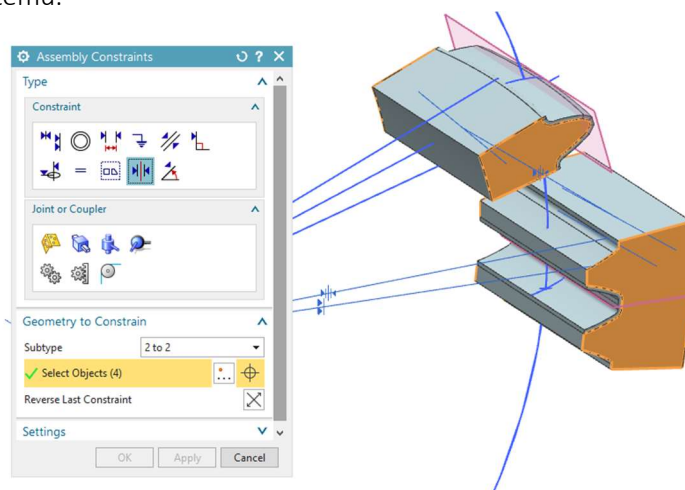 Assembly Constraints
Type
Constraint
Joint or Coupler
Geometry to Constrain
Subtype 2 to 2
Select Objects (4)
Reverse Last Constraint
Settings
OK Apply Cancel